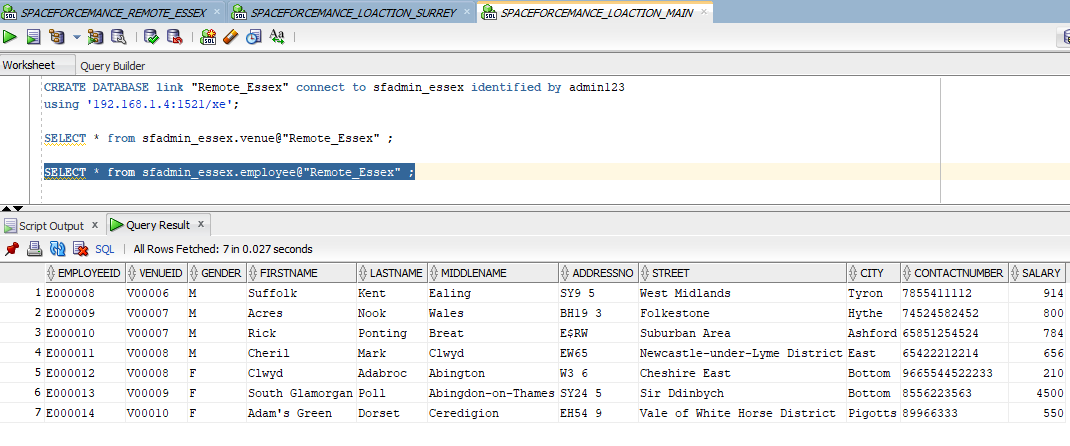 SPACEFORCEMANCE_REMOTE_ESSEX × SPACEFORCEMANCE_LOACTION_SURREY × SPACEFORCEMANCE_LOACTION_MAIN ×
Worksheet Query Builder
CREATE DATABASE link "Remote_Essex" connect to sfadmin_essex identified by admin123
using '192.168.1.4:1521/xe';
SELECT * from sfadmin_essex.venue@"Remote_Essex" ;
SELECT * from sfadmin_essex.employee@"Remote_Essex" ;
Script Output x Query Result x
SQL | All Rows Fetched: 7 in 0.027 seconds
EMPLOYEEID VENUEID GENDER FIRSTNAME LASTNAME MIDDLENAME ADDRESSNO STREET CITY CONTACTNUMBER SALARY
1 E000008 V00006 M Suffolk Kent Ealing SY9 5 West Midlands Tyron 7855411112 914
2 E000009 V00007 M Acres Nook Wales BH19 3 Folkestone Hythe 74524582452 800
3 E000010 V00007 M Rick Ponting Breat E$RW Suburban Area Ashford 65851254524 784
4 E000011 V00008 M Cheril Mark Clwyd EW65 Newcastle-under-Lyme District East 65422212214 656
5 E000012 V00008 F Clwyd Adabroc Abington W3 6 Cheshire East Bottom 9665544522233 210
6 E000013 V00009 F South Glamorgan Poll Abingdon-on-Thames SY24 5 Sir Ddinbych Bottom 8556223563 4500
7 E000014 V00010 F Adam's Green Dorset Ceredigion EH54 9 Vale of White Horse District Pigotts 89966333 550